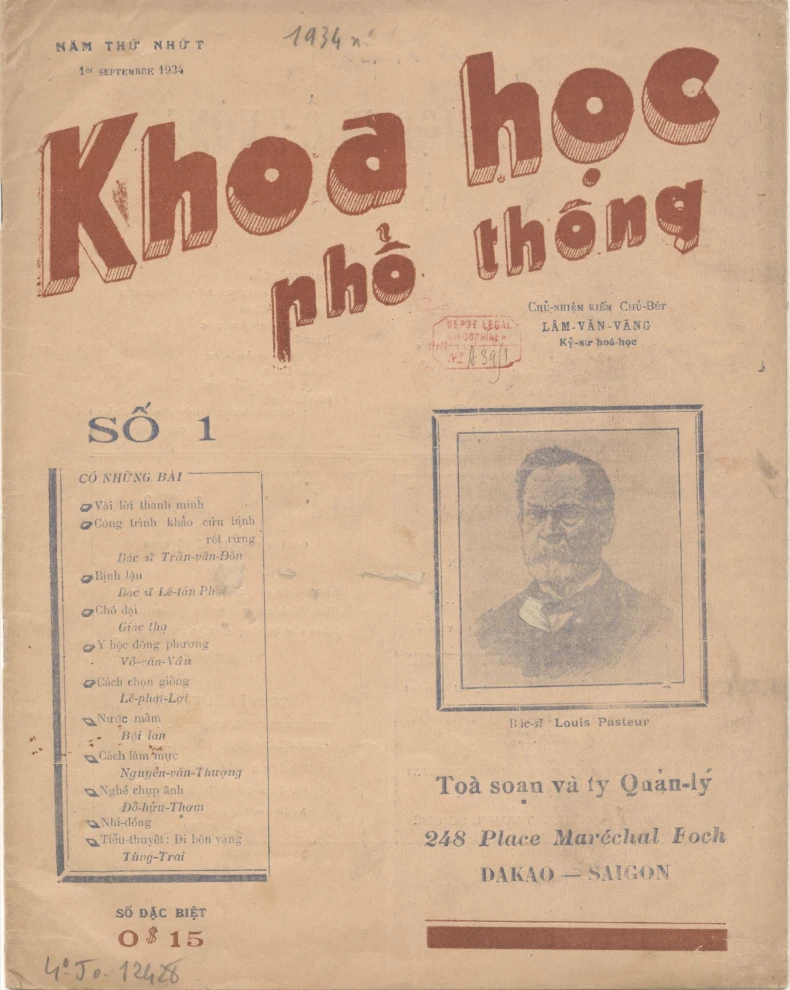 NĂM THỨ NHỨT
1er SEPTEMBRE 1934
1934 n°
Khoa học
phổ thông
CHỦ-NHIỆM KIÊM CHỦ-BÚT
LÂM-VĂN-VÃNG
Kỹ-sư hoá-học
DEPOT LEGAL
INDOCHINE
N° A39/1
SỐ 1
CÓ NHỮNG BÀI
Vài lời thanh minh
Công trình khảo cứu bịnh
rét rừng
Bác sĩ Trần-văn-Đôn
Bịnh lậu
Bác sĩ Lê-tấn
Chó dại
Giác thạ
Y học đông phương
Võ-văn-Vấn
Cách chọn giống
Lê-phát-Lợi
Nước mắm
Bội lan
Cách làm mực
Nguyễn-văn-Thượng
Nghề chụp ảnh
Đỗ-hữu-Thơm
Nhi-đồng
Tiểu-thuyết: Đi bòn vàng
Tùng-Trai
Bác-sĩ Louis Pasteur
Toà soạn và ty Quản-lý
248 Place Maréchal Foch
DAKAO — SAIGON
SỐ ĐẶC BIỆT
0$15
4° Jo. 12428